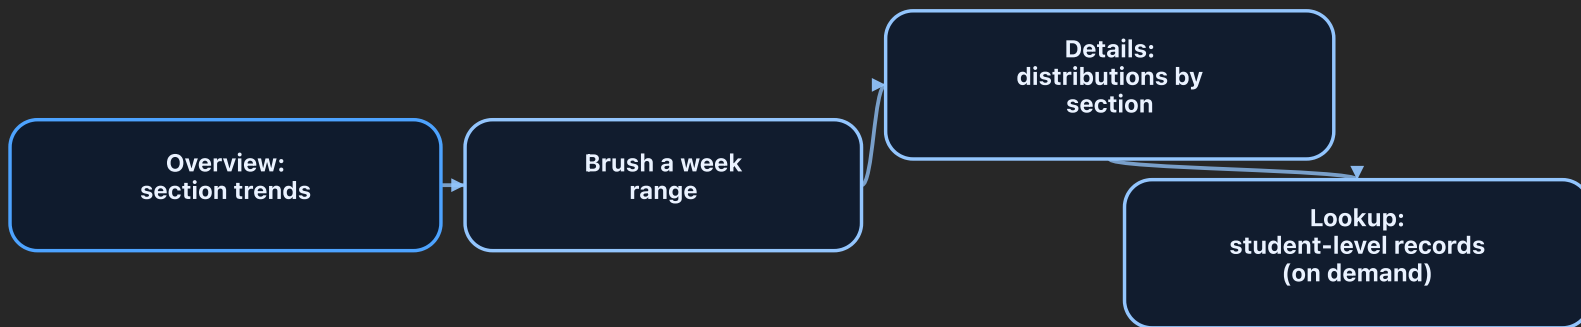 Overview:
section trends
Brush a week
range
Details:
distributions by
section
Lookup:
student-level records
(on demand)